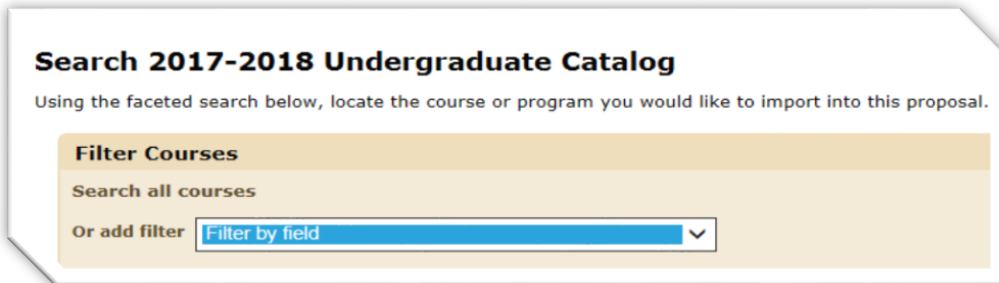 Search 2017-2018 Undergraduate Catalog
Using the faceted search below, locate the course or program you would like to import into this proposal.
Filter Courses
Search all courses
Or add filter Filter by field